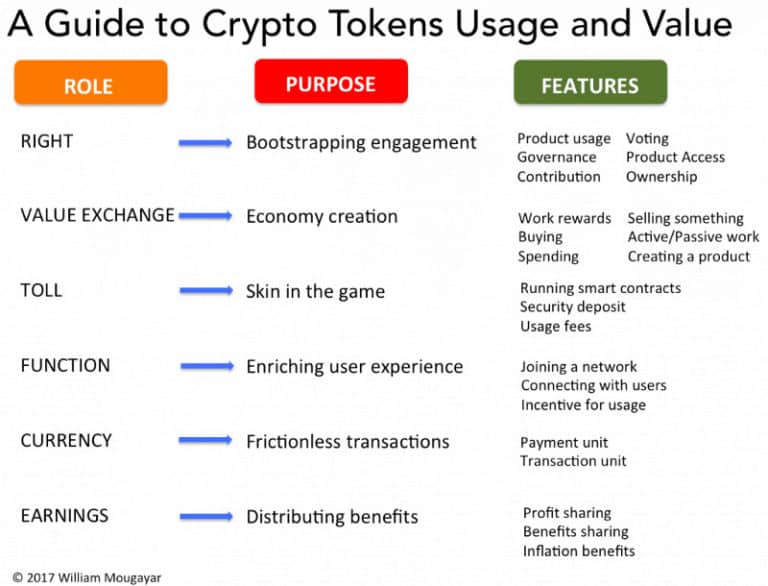 A Guide to Crypto Tokens Usage and Value
ROLE PURPOSE FEATURES
RIGHT Bootstrapping engagement
Product usage Voting
Governance Product Access
Contribution Ownership
VALUE EXCHANGE Economy creation
Work rewards Selling something
Buying Active/Passive work
Spending Creating a product
TOLL Skin in the game
Running smart contracts
Security deposit
Usage fees
FUNCTION Enriching user experience
Joining a network
Connecting with users
Incentive for usage
CURRENCY Frictionless transactions
Payment unit
Transaction unit
EARNINGS Distributing benefits
Profit sharing
Benefits sharing
Inflation benefits
© 2017 William Mougayar